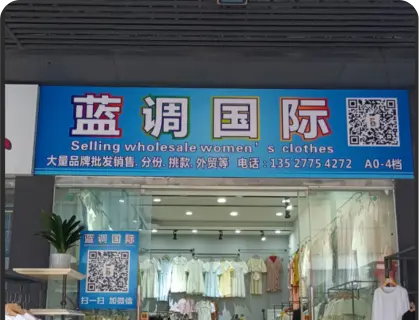 蓝调国际
Selling wholesale women's clothes
大量品牌批发销售.分份.挑款.外贸等 电话:135 2775 4272 A0-4档
蓝调国际
扫一扫 加微信